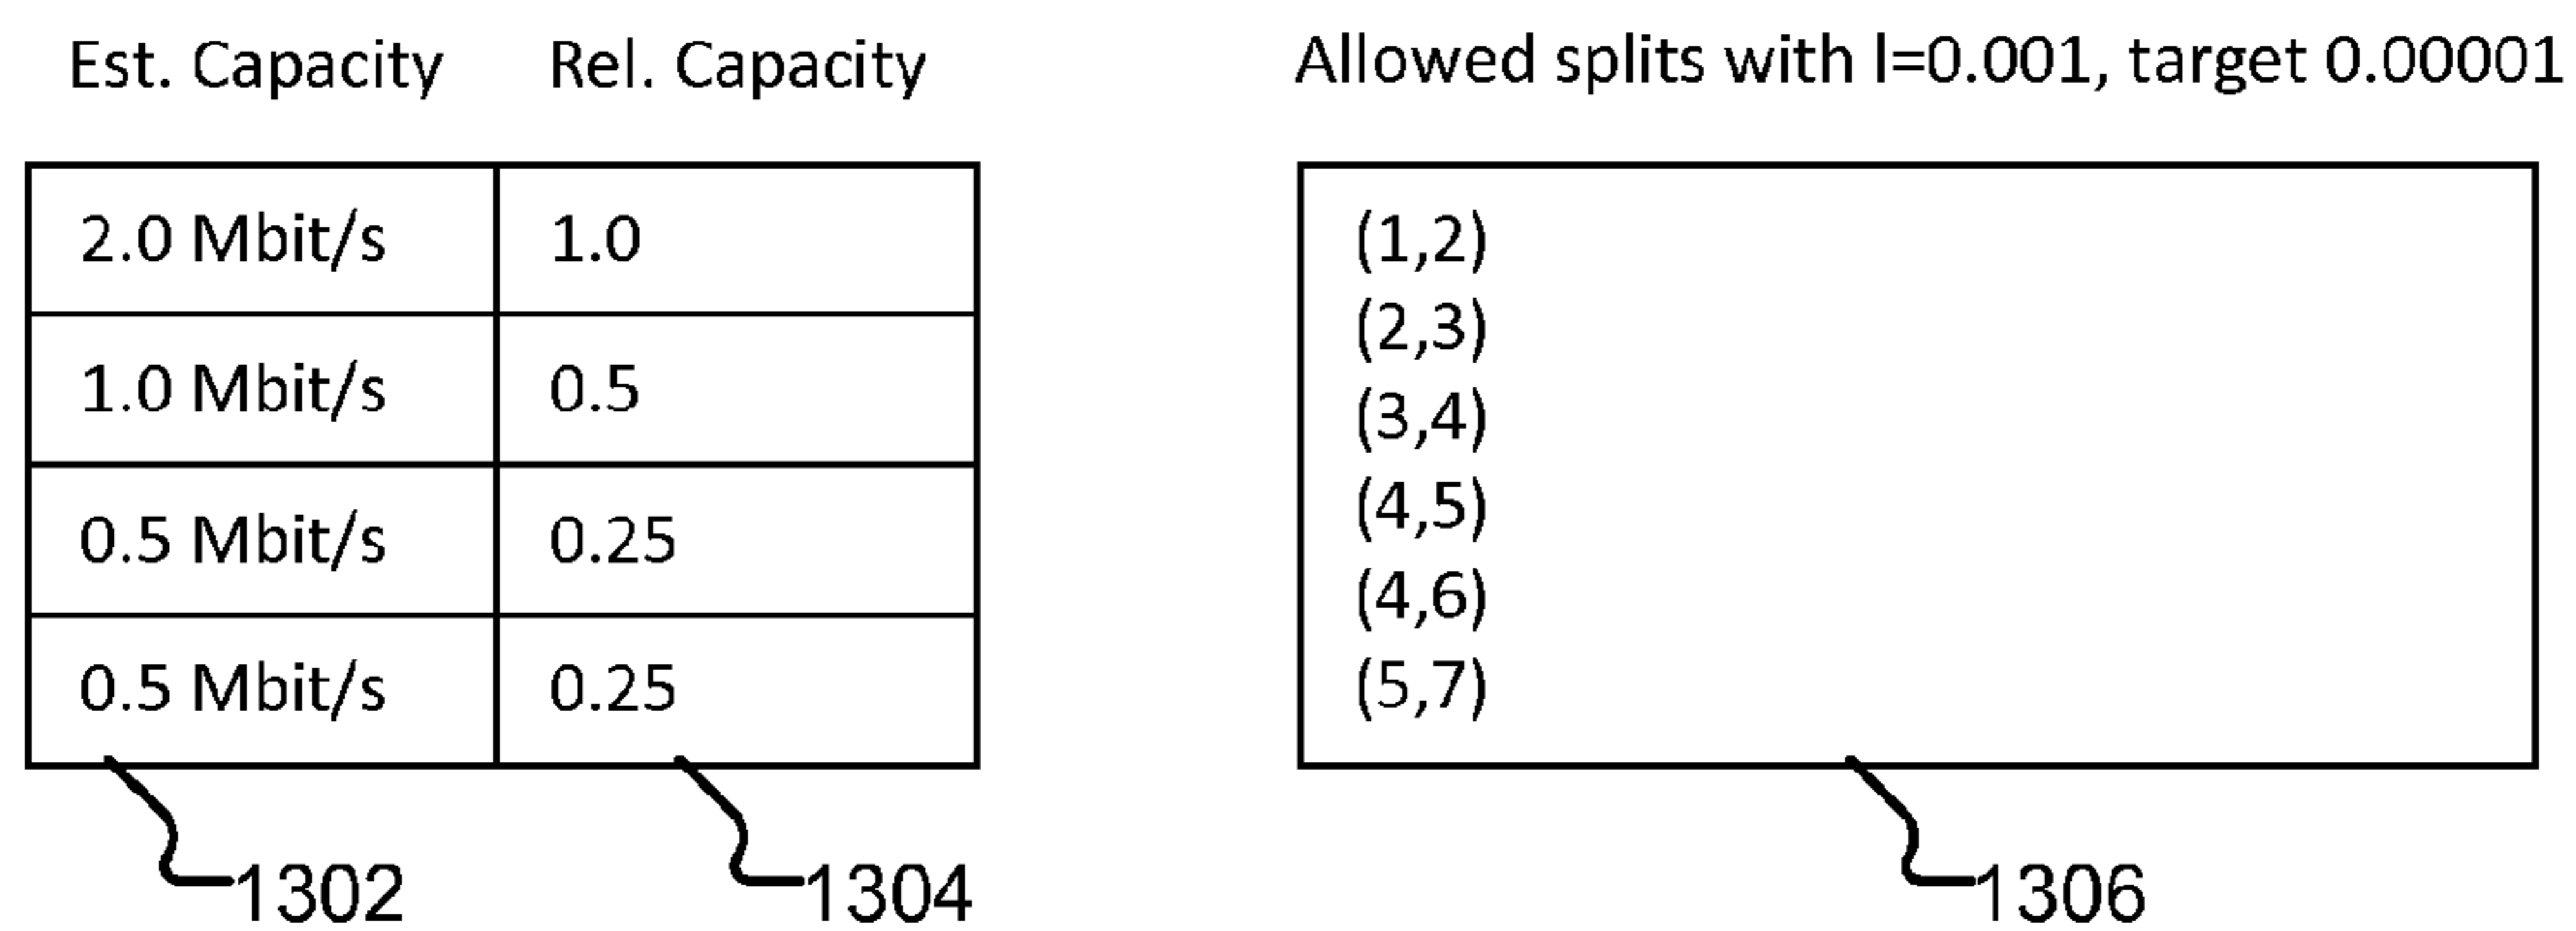 Est. Capacity Rel. Capacity
2.0 Mbit/s 1.0
1.0 Mbit/s 0.5
0.5 Mbit/s 0.25
0.5 Mbit/s 0.25
1302 1304
Allowed splits with l=0.001, target 0.00001
(1,2)
(2,3)
(3,4)
(4,5)
(4,6)
(5,7)
1306